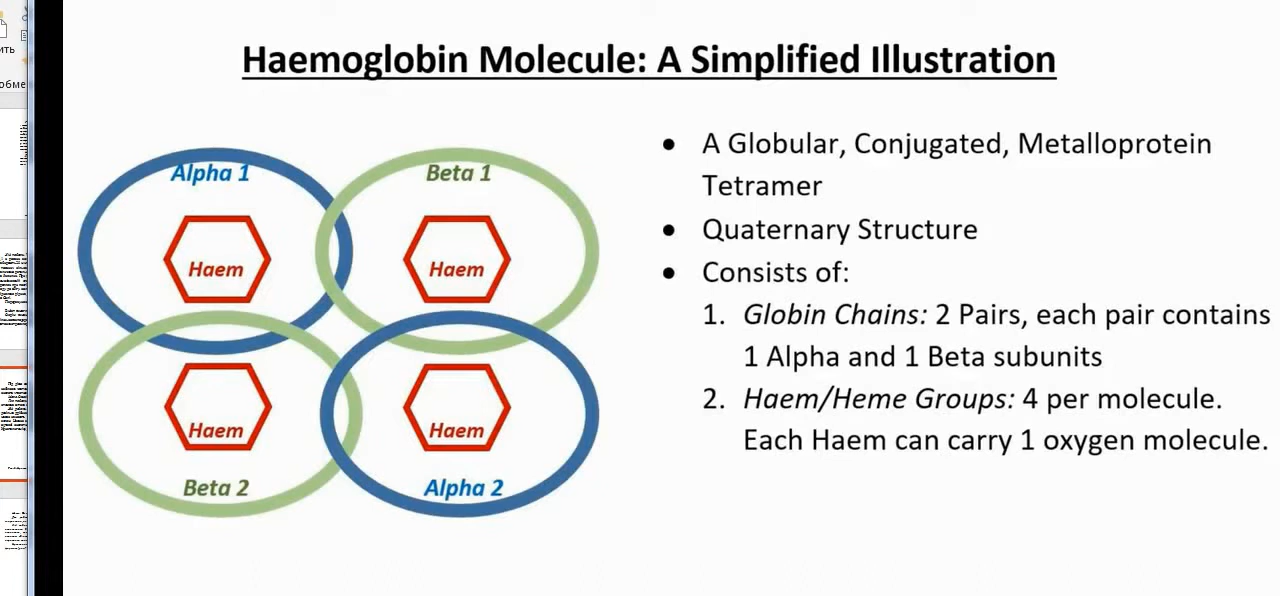 Haemoglobin Molecule: A Simplified Illustration
Alpha 1
Beta 1
Haem
Haem
Haem
Haem
Beta 2
Alpha 2
• A Globular, Conjugated, Metalloprotein
Tetramer
• Quaternary Structure
• Consists of:
1. Globin Chains: 2 Pairs, each pair contains
1 Alpha and 1 Beta subunits
2. Haem/Heme Groups: 4 per molecule.
Each Haem can carry 1 oxygen molecule.